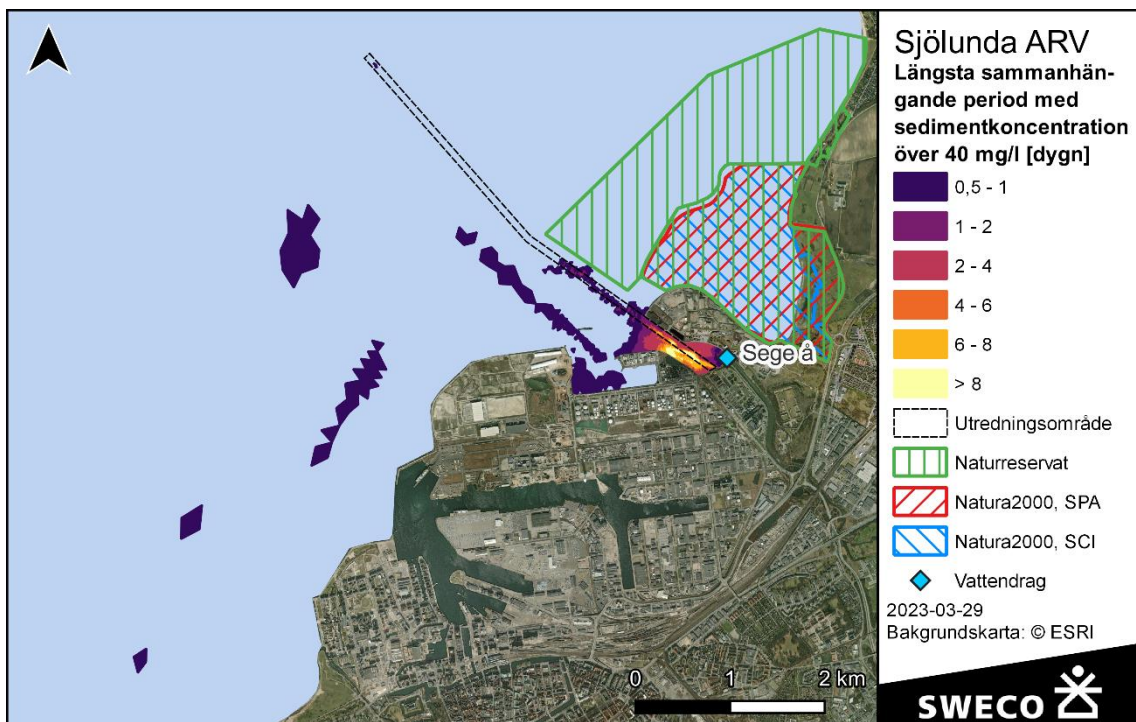 Sjölunda ARV
Längsta sammanhän-
gande period med
sedimentkoncentration
över 40 mg/l [dygn]
0,5 - 1
1 - 2
2 - 4
4 - 6
6 - 8
> 8
Utredningsområde
Naturreservat
Natura2000, SPA
Natura2000, SCI
Vattendrag
2023-03-29
Bakgrundskarta: © ESRI
SWECO
Sege å
0 1 2 km